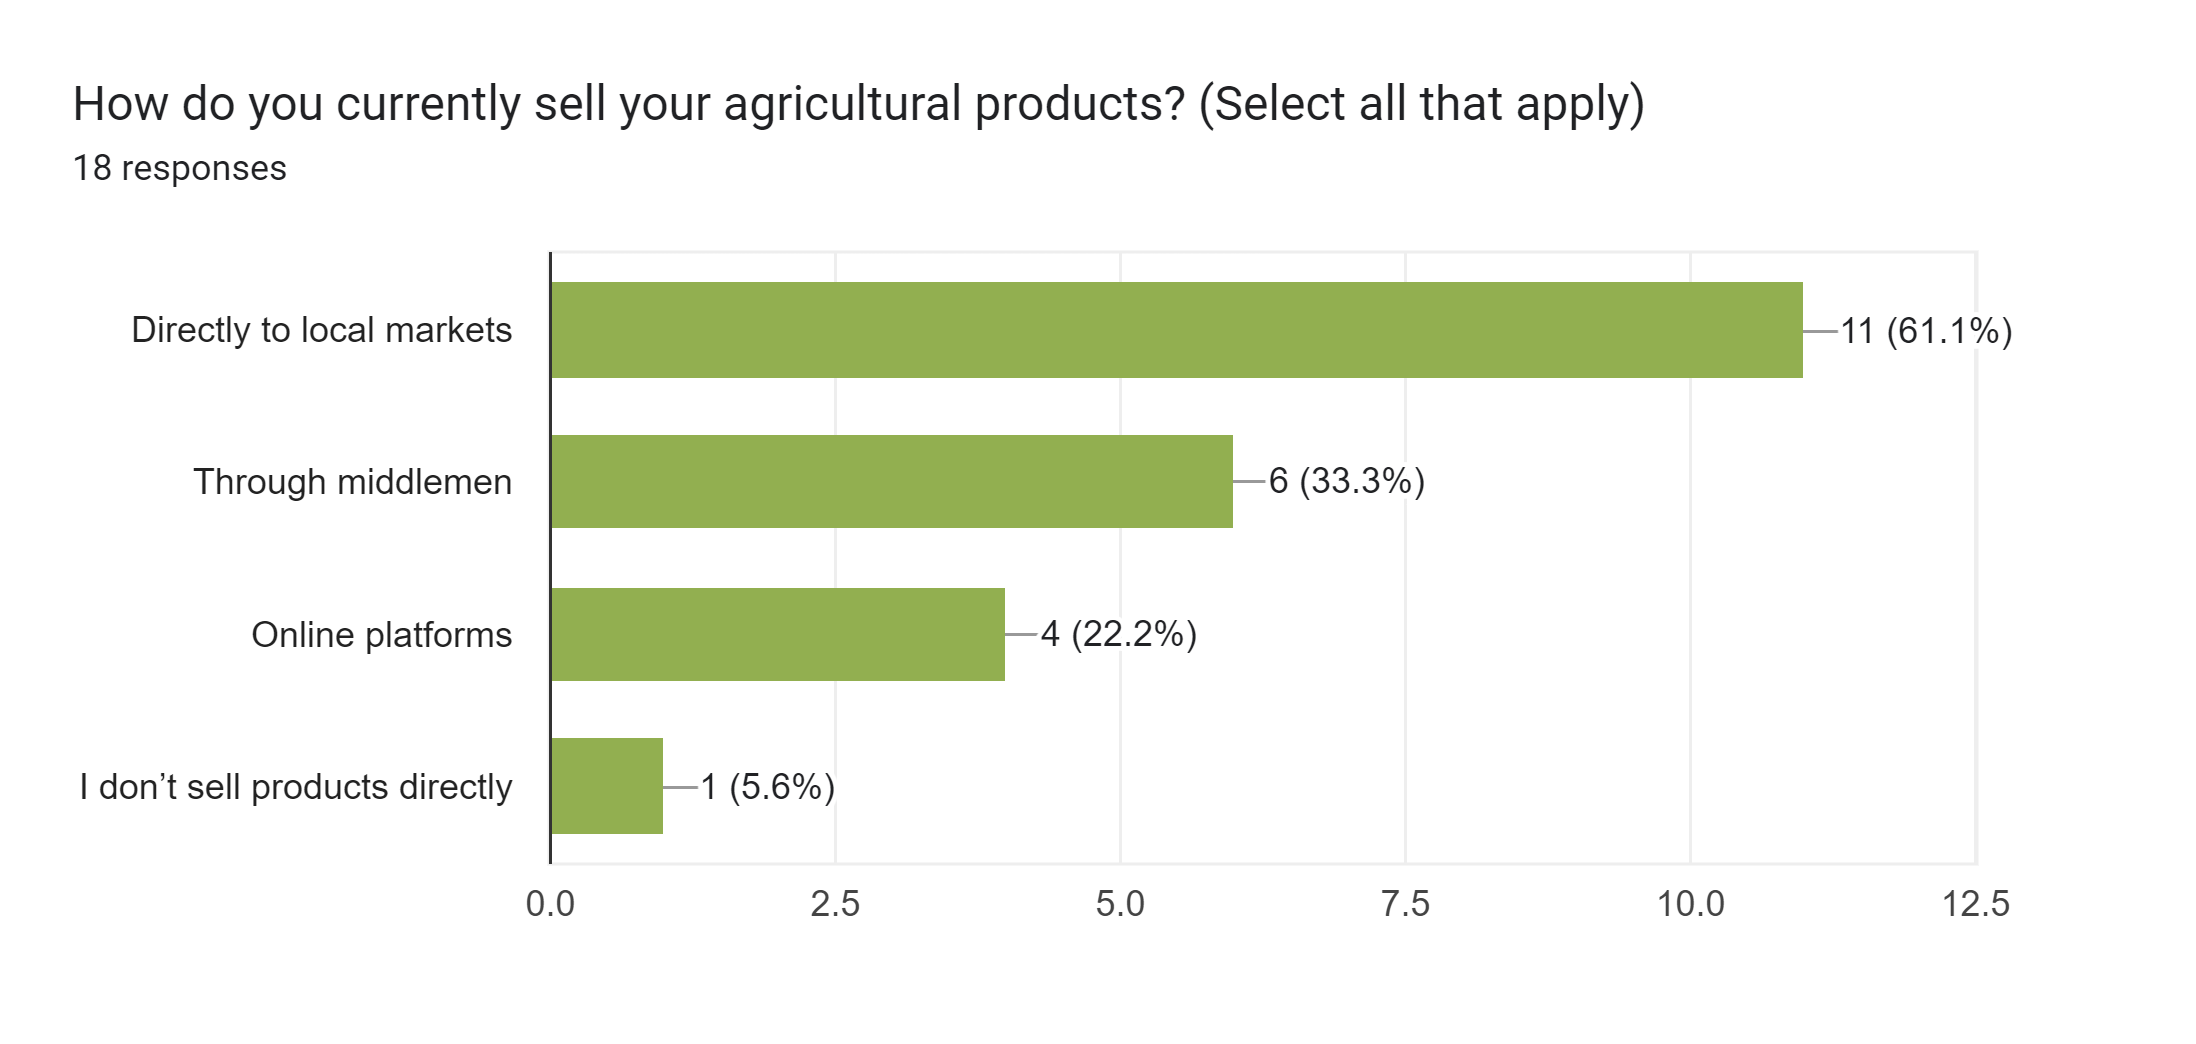 How do you currently sell your agricultural products? (Select all that apply)
18 responses
Directly to local markets
11 (61.1%)
Through middlemen
6 (33.3%)
Online platforms
4 (22.2%)
I don’t sell products directly
1 (5.6%)
0.0 2.5 5.0 7.5 10.0 12.5